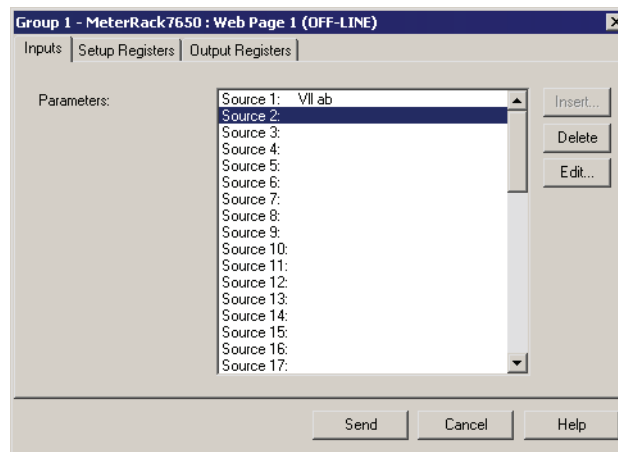 Group 1 - MeterRack7650 : Web Page 1 (OFF-LINE)
Inputs Setup Registers Output Registers
Parameters:
Source 1: Vll ab
Source 2:
Source 3:
Source 4:
Source 5:
Source 6:
Source 7:
Source 8:
Source 9:
Source 10:
Source 11:
Source 12:
Source 13:
Source 14:
Source 15:
Source 16:
Source 17:
Insert...
Delete
Edit...
Send Cancel Help